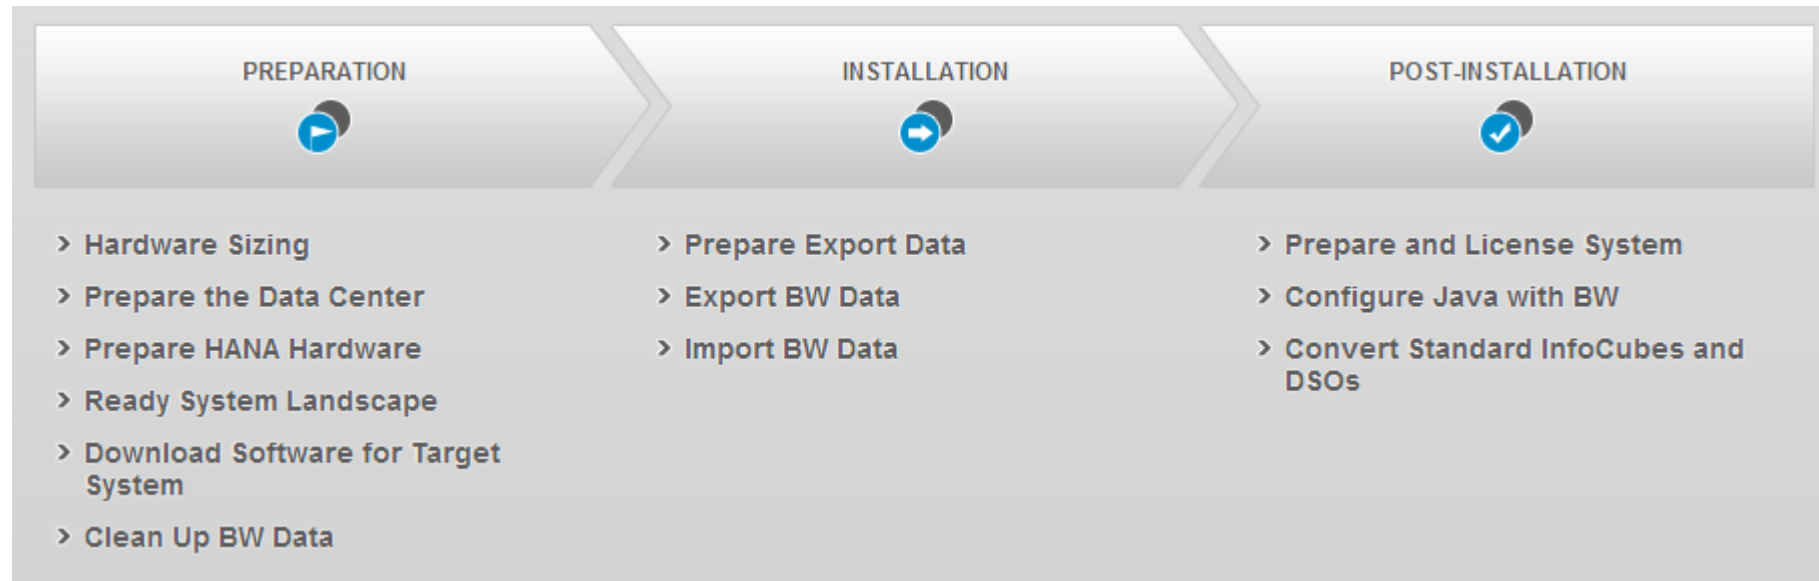 PREPARATION
INSTALLATION
POST-INSTALLATION
Hardware Sizing
Prepare the Data Center
Prepare HANA Hardware
Ready System Landscape
Download Software for Target
System
Clean Up BW Data
Prepare Export Data
Export BW Data
Import BW Data
Prepare and License System
Configure Java with BW
Convert Standard InfoCubes and
DSOs